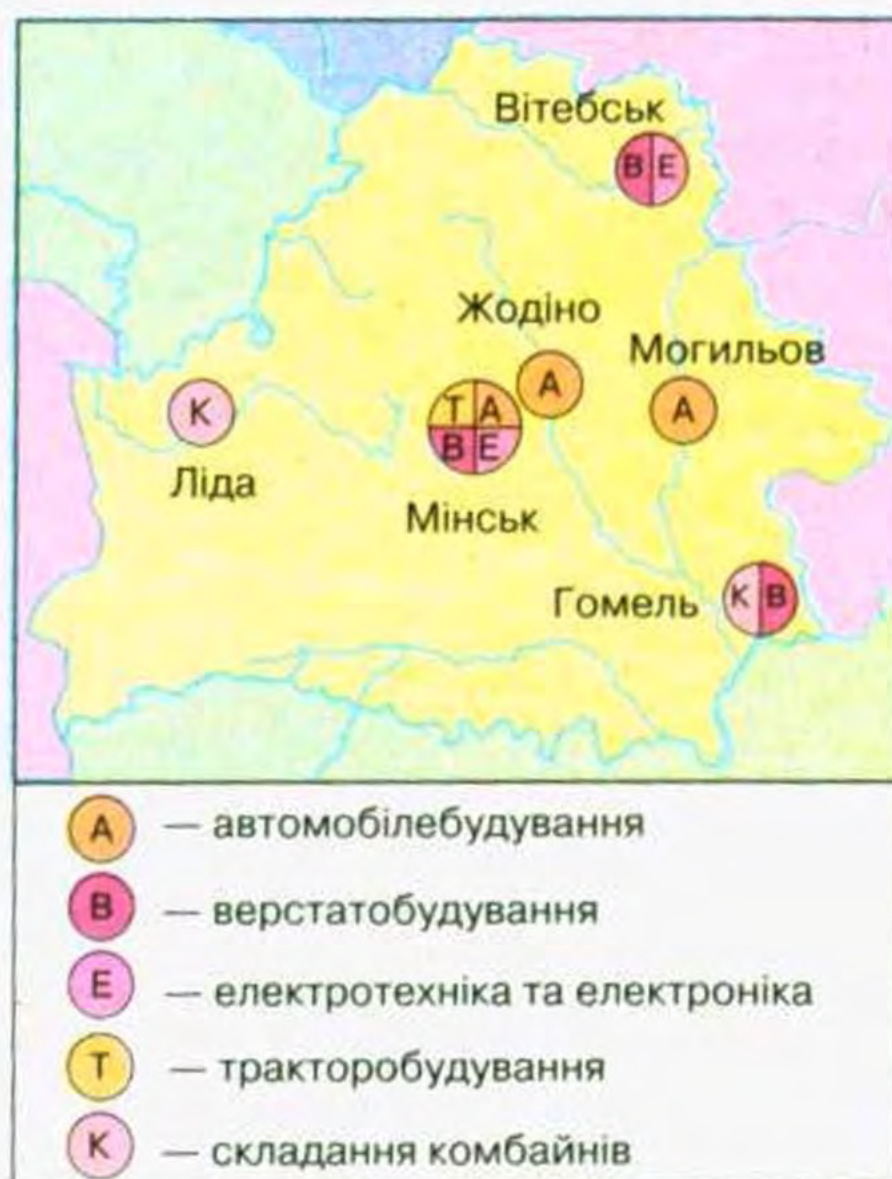 Вітебськ
В Е
Жодіно
Могильов
К
Т А
В Е
А
А
Ліда
Мінськ
Гомель
К В
А — автомобілебудування
В — верстатобудування
Е — електротехніка та електроніка
Т — тракторобудування
К — складання комбайнів